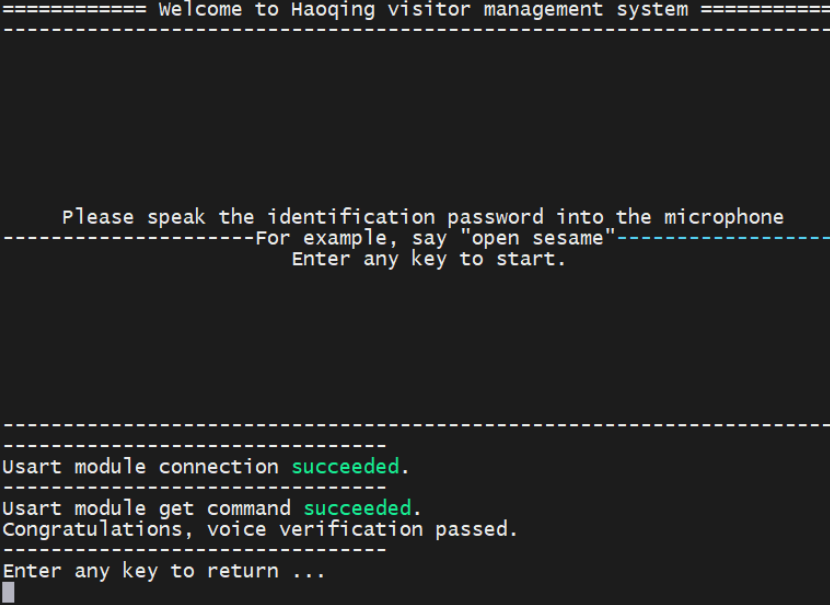 ============ Welcome to Haoqing visitor management system ===========
---------------------------------------------------------------------
Please speak the identification password into the microphone
---------------------For example, say "open sesame"------------------
Enter any key to start.
---------------------------------------------------------------------
--------------------------------
Usart module connection succeeded.
--------------------------------
Usart module get command succeeded.
Congratulations, voice verification passed.
--------------------------------
Enter any key to return ...